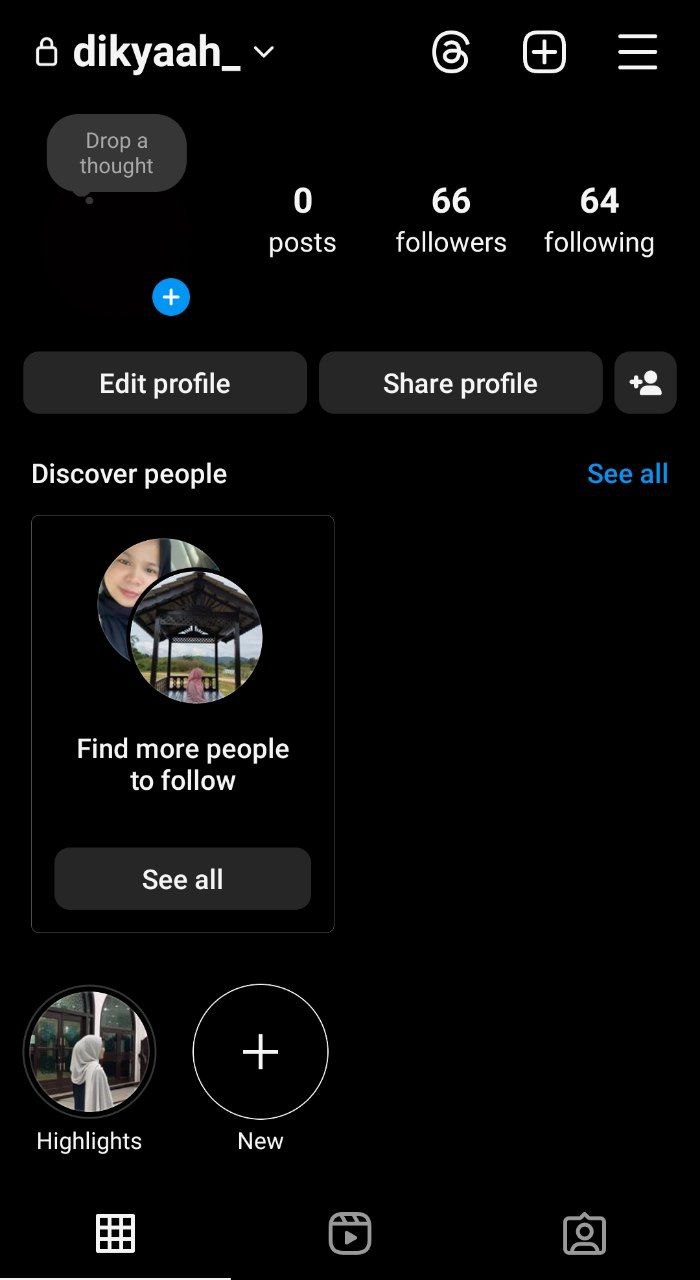 dikyaah_
Drop a
thought
0
posts
66
followers
64
following
Edit profile
Share profile
Discover people
See all
Find more people
to follow
See all
Highlights
New